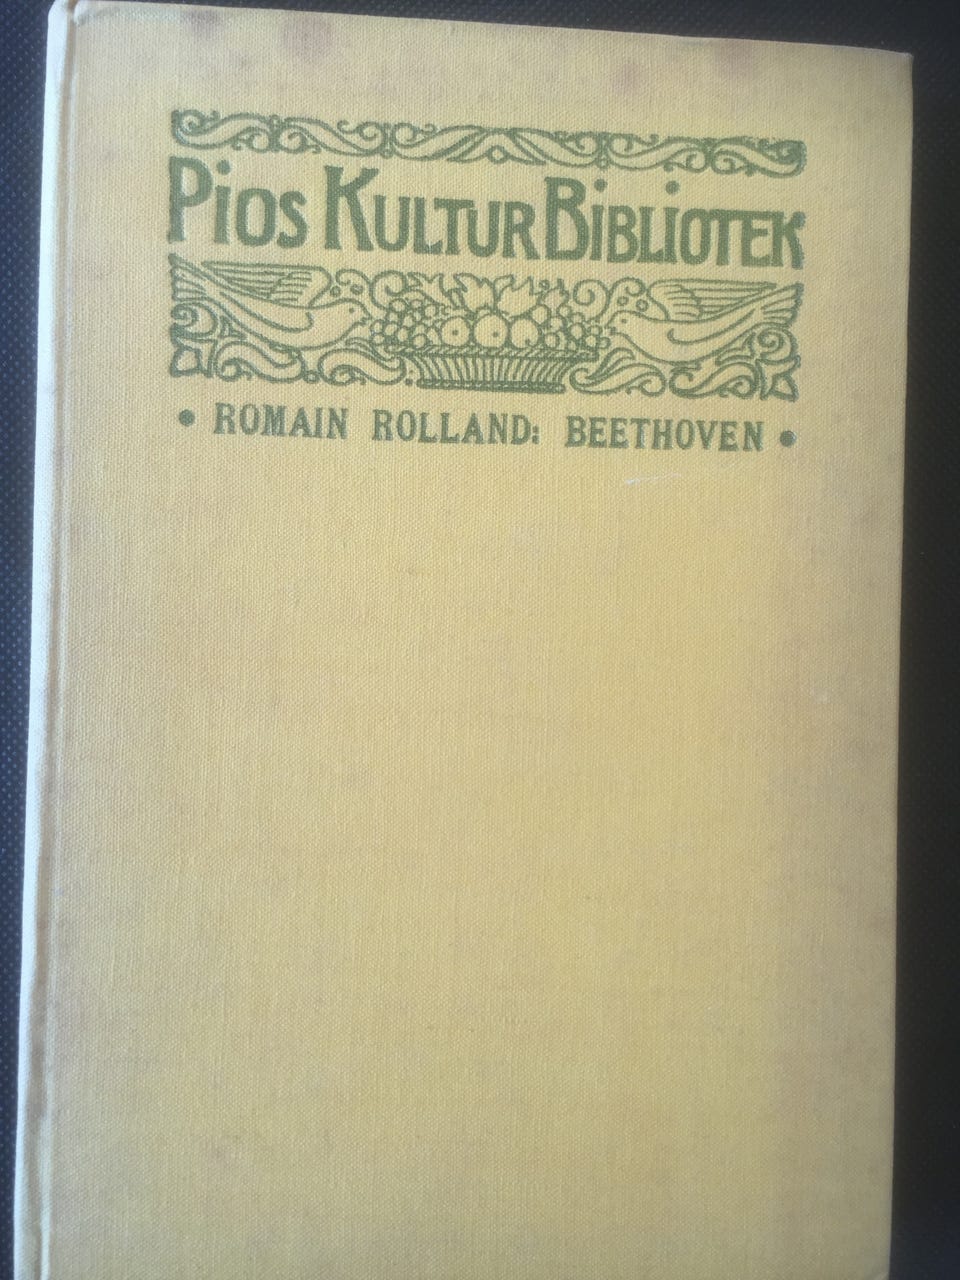 Pios KULTUR BiBLiOTEK
• ROMAIN ROLLAND: BEETHOVEN •